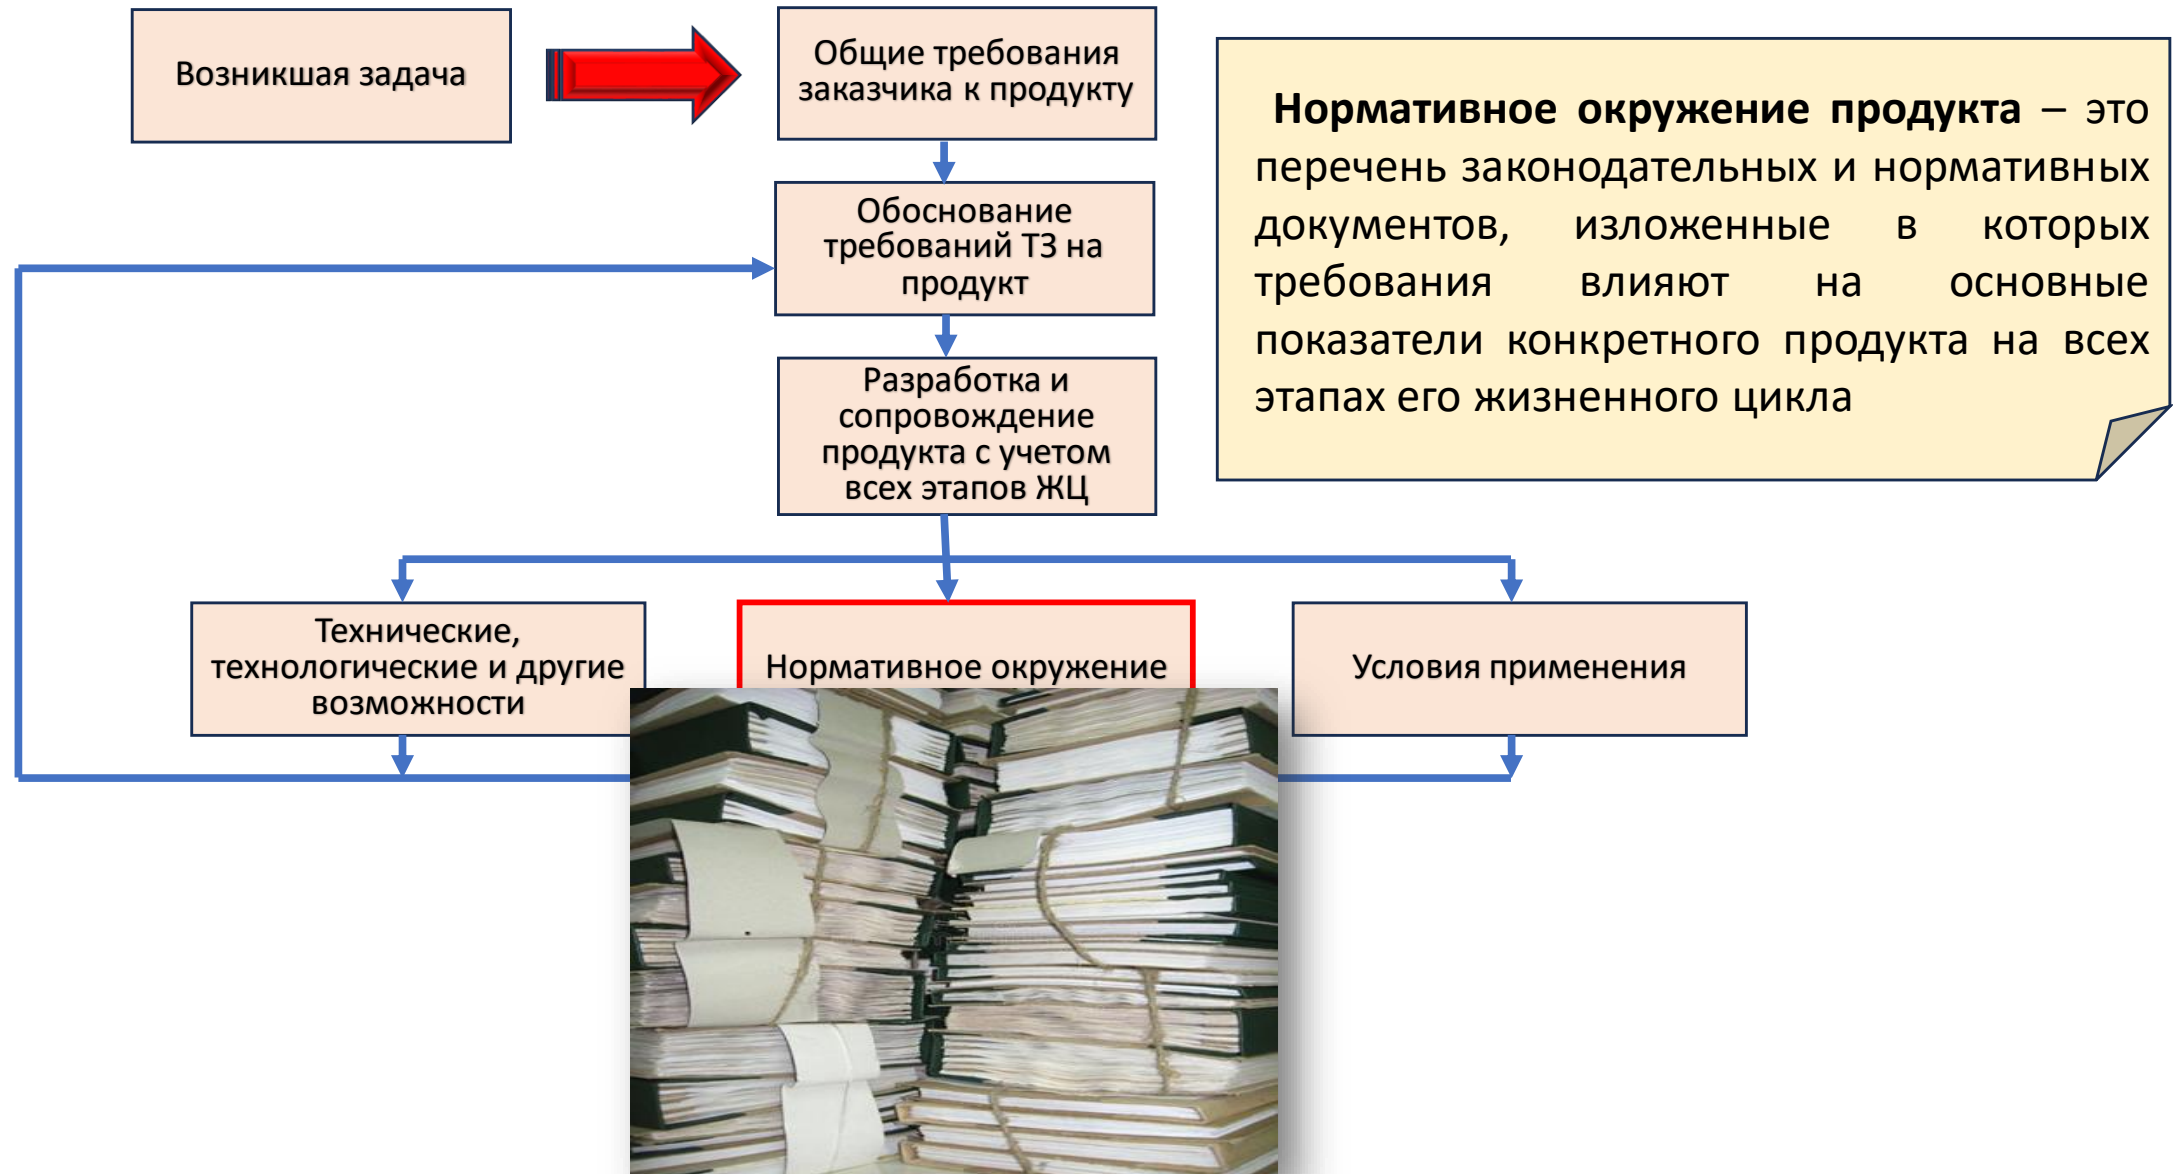 Возникшая задача
Общие требования
заказчика к продукту
Обоснование
требований ТЗ на
продукт
Разработка и
сопровождение
продукта с учетом
всех этапов ЖЦ
Технические,
технологические и другие
возможности
Нормативное окружение
Условия применения
Нормативное окружение продукта – это
перечень законодательных и нормативных
документов, изложенные в которых
требования влияют на основные
показатели конкретного продукта на всех
этапах его жизненного цикла